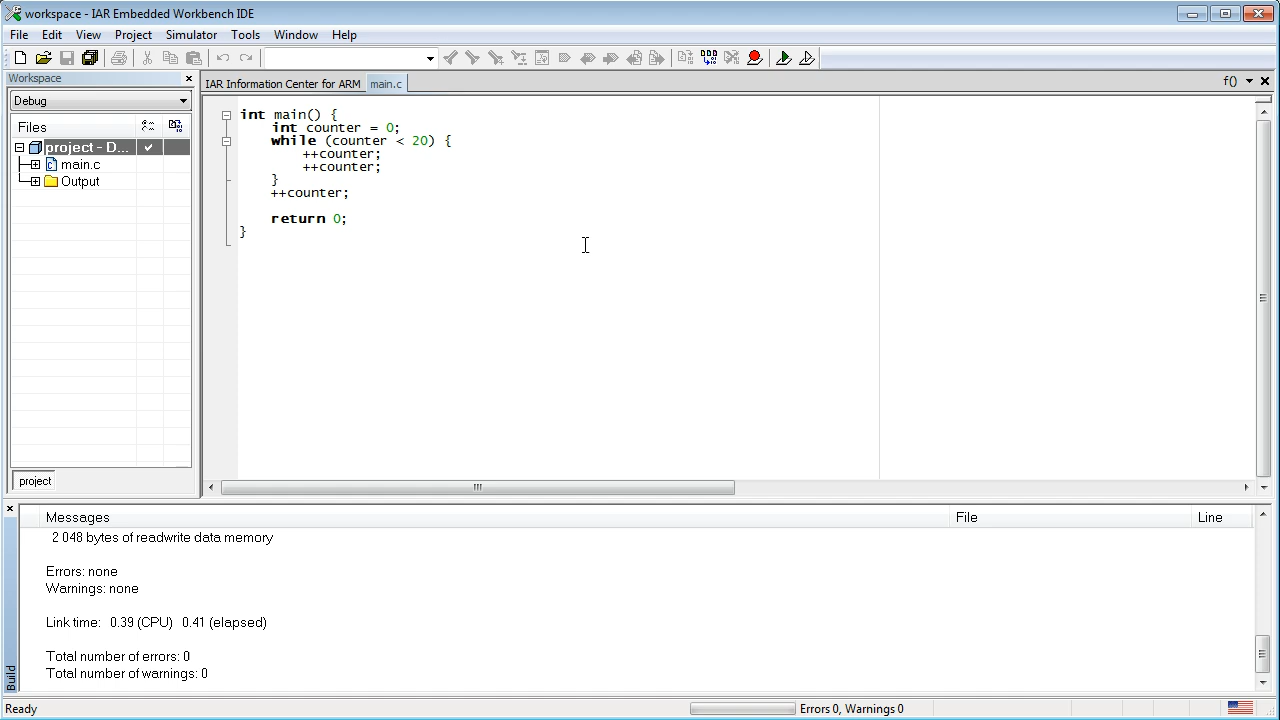 workspace - IAR Embedded Workbench IDE
File Edit View Project Simulator Tools Window Help
Workspace
Debug
Files
project - D...
main.c
Output
project
IAR Information Center for ARM main.c
f()
int main() {
    int counter = 0;
    while (counter < 20) {
        ++counter;
        ++counter;
    }
    ++counter;
    return 0;
}
Messages File Line
2 048 bytes of readwrite data memory
Errors: none
Warnings: none
Link time: 0.39 (CPU) 0.41 (elapsed)
Total number of errors: 0
Total number of warnings: 0
Build
Ready Errors 0, Warnings 0